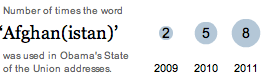 Number of times the word
‘Afghan(istan)’
was used in Obama's State
of the Union addresses.
2 5 8
2009 2010 2011